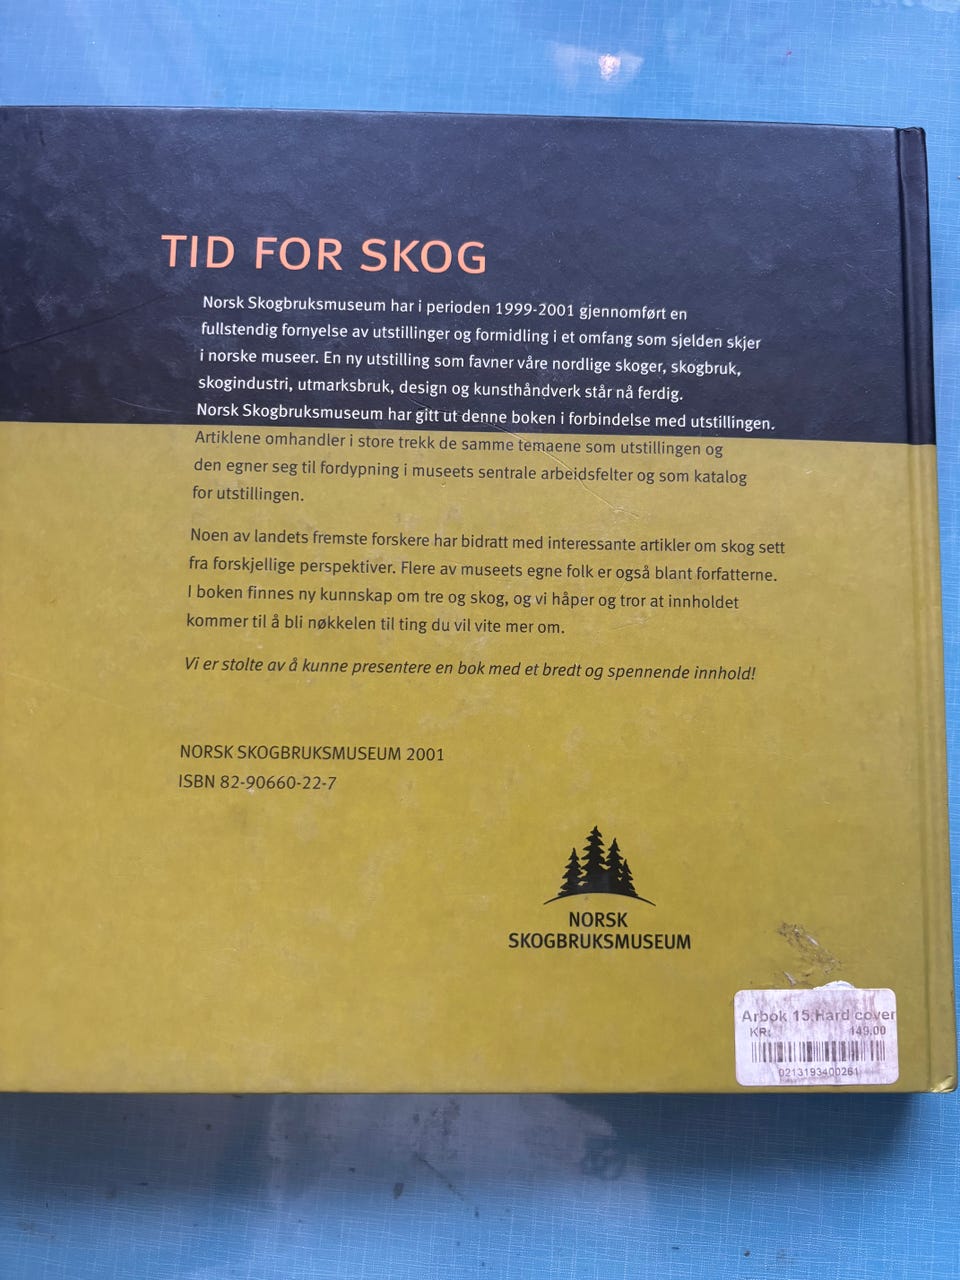 TID FOR SKOG
Norsk Skogbruksmuseum har i perioden 1999-2001 gjennomført en
fullstendig fornyelse av utstillinger og formidling i et omfang som sjelden skjer
i norske museer. En ny utstilling som favner våre nordlige skoger, skogbruk,
skogindustri, utmarksbruk, design og kunsthåndverk står nå ferdig.
Norsk Skogbruksmuseum har gitt ut denne boken i forbindelse med utstillingen.
Artiklene omhandler i store trekk de samme temaene som utstillingen og
den egner seg til fordypning i museets sentrale arbeidsfelter og som katalog
for utstillingen.
Noen av landets fremste forskere har bidratt med interessante artikler om skog sett
fra forskjellige perspektiver. Flere av museets egne folk er også blant forfatterne.
I boken finnes ny kunnskap om tre og skog, og vi håper og tror at innholdet
kommer til å bli nøkkelen til ting du vil vite mer om.
Vi er stolte av å kunne presentere en bok med et bredt og spennende innhold!
NORSK SKOGBRUKSMUSEUM 2001
ISBN 82-90660-22-7
NORSK
SKOGBRUKSMUSEUM
Arbok 15,Hard cover
KR: 149,00
0213193400261